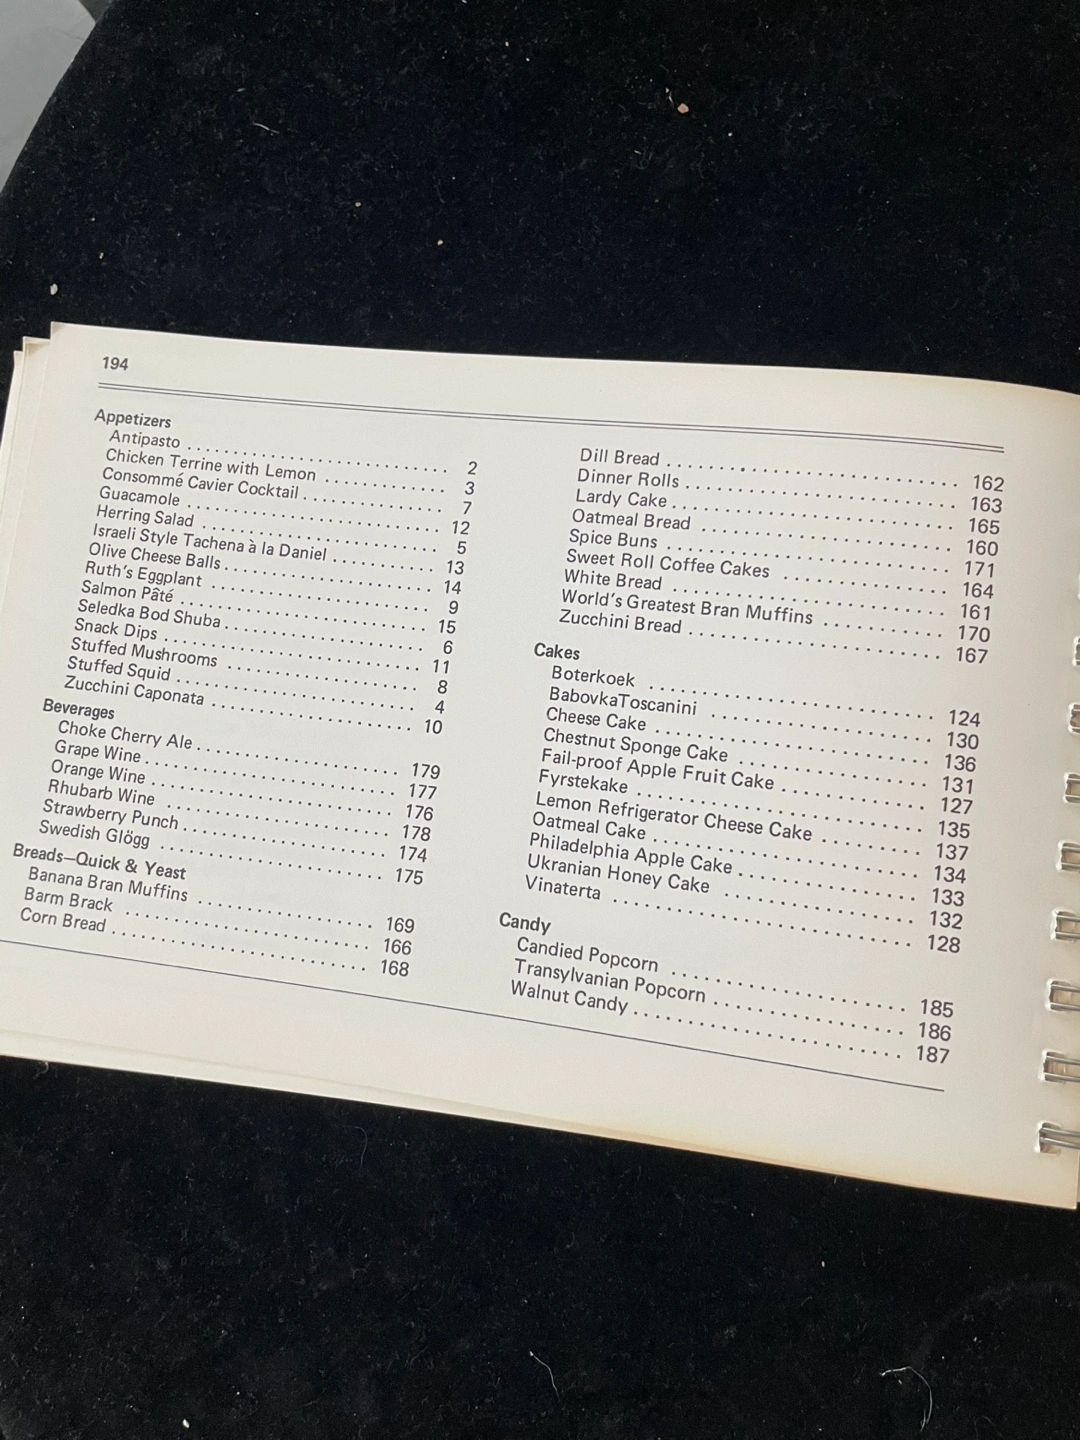 194
Appetizers
Antipasto . . . . . . . . . . . . . . . . . . . . . . . . . . . . 2
Chicken Terrine with Lemon . . . . . . . . . . . . . 3
Consommé Cavier Cocktail . . . . . . . . . . . . . . . 7
Guacamole . . . . . . . . . . . . . . . . . . . . . . . . . . . 12
Herring Salad . . . . . . . . . . . . . . . . . . . . . . . . . 5
Israeli Style Tachena à la Daniel . . . . . . . . . . . 13
Olive Cheese Balls . . . . . . . . . . . . . . . . . . . . . . 14
Ruth's Eggplant . . . . . . . . . . . . . . . . . . . . . . . . 9
Salmon Pâté . . . . . . . . . . . . . . . . . . . . . . . . . . 15
Seledka Bod Shuba . . . . . . . . . . . . . . . . . . . . . 6
Snack Dips . . . . . . . . . . . . . . . . . . . . . . . . . . . 11
Stuffed Mushrooms . . . . . . . . . . . . . . . . . . . . . 8
Stuffed Squid . . . . . . . . . . . . . . . . . . . . . . . . . 4
Zucchini Caponata . . . . . . . . . . . . . . . . . . . . . 10
Beverages
Choke Cherry Ale . . . . . . . . . . . . . . . . . . . . . . 179
Grape Wine . . . . . . . . . . . . . . . . . . . . . . . . . . . 177
Orange Wine . . . . . . . . . . . . . . . . . . . . . . . . . . 176
Rhubarb Wine . . . . . . . . . . . . . . . . . . . . . . . . . 178
Strawberry Punch . . . . . . . . . . . . . . . . . . . . . . 174
Swedish Glögg . . . . . . . . . . . . . . . . . . . . . . . . 175
Breads—Quick & Yeast
Banana Bran Muffins . . . . . . . . . . . . . . . . . . . 169
Barm Brack . . . . . . . . . . . . . . . . . . . . . . . . . . . 166
Corn Bread . . . . . . . . . . . . . . . . . . . . . . . . . . . 168
Dill Bread . . . . . . . . . . . . . . . . . . . . . . . . . . . . 162
Dinner Rolls . . . . . . . . . . . . . . . . . . . . . . . . . . 163
Lardy Cake . . . . . . . . . . . . . . . . . . . . . . . . . . . 165
Oatmeal Bread . . . . . . . . . . . . . . . . . . . . . . . . 160
Spice Buns . . . . . . . . . . . . . . . . . . . . . . . . . . . 171
Sweet Roll Coffee Cakes . . . . . . . . . . . . . . . . . 164
White Bread . . . . . . . . . . . . . . . . . . . . . . . . . . 161
World's Greatest Bran Muffins . . . . . . . . . . . . 170
Zucchini Bread . . . . . . . . . . . . . . . . . . . . . . . . 167
Cakes
Boterkoek . . . . . . . . . . . . . . . . . . . . . . . . . . . . 124
BabovkaToscanini . . . . . . . . . . . . . . . . . . . . . . 130
Cheese Cake . . . . . . . . . . . . . . . . . . . . . . . . . . 136
Chestnut Sponge Cake . . . . . . . . . . . . . . . . . . 131
Fail-proof Apple Fruit Cake . . . . . . . . . . . . . . 127
Fyrstekake . . . . . . . . . . . . . . . . . . . . . . . . . . . 135
Lemon Refrigerator Cheese Cake . . . . . . . . . . 137
Oatmeal Cake . . . . . . . . . . . . . . . . . . . . . . . . . 134
Philadelphia Apple Cake . . . . . . . . . . . . . . . . . 133
Ukranian Honey Cake . . . . . . . . . . . . . . . . . . . 132
Vinaterta . . . . . . . . . . . . . . . . . . . . . . . . . . . . . 128
Candy
Candied Popcorn . . . . . . . . . . . . . . . . . . . . . . 185
Transylvanian Popcorn . . . . . . . . . . . . . . . . . . 186
Walnut Candy . . . . . . . . . . . . . . . . . . . . . . . . . 187